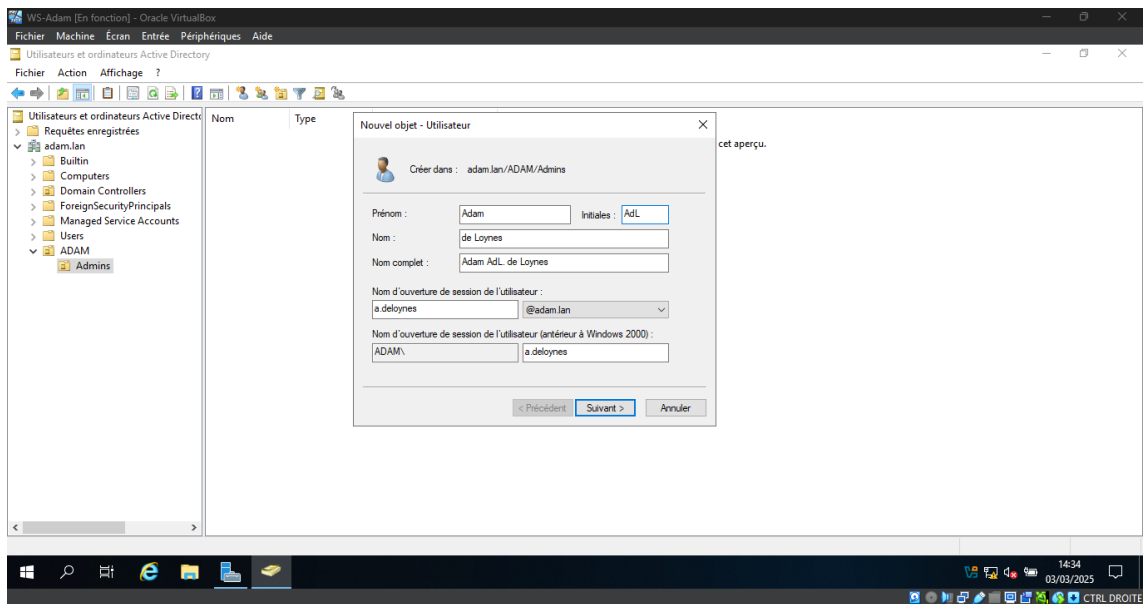 WS-Adam [En fonction] - Oracle VirtualBox
Fichier Machine Écran Entrée Périphériques Aide
Utilisateurs et ordinateurs Active Directory
Fichier Action Affichage ?
Utilisateurs et ordinateurs Active Directo
Requêtes enregistrées
adam.lan
Builtin
Computers
Domain Controllers
ForeignSecurityPrincipals
Managed Service Accounts
Users
ADAM
Admins
Nom Type
cet aperçu.
Nouvel objet - Utilisateur
Créer dans : adam.lan/ADAM/Admins
Prénom : Adam Initiales : AdL
Nom : de Loynes
Nom complet : Adam AdL. de Loynes
Nom d'ouverture de session de l'utilisateur :
a.deloynes @adam.lan
Nom d'ouverture de session de l'utilisateur (antérieur à Windows 2000) :
ADAM\ a.deloynes
< Précédent Suivant > Annuler
14:34
03/03/2025
CTRL DROITE